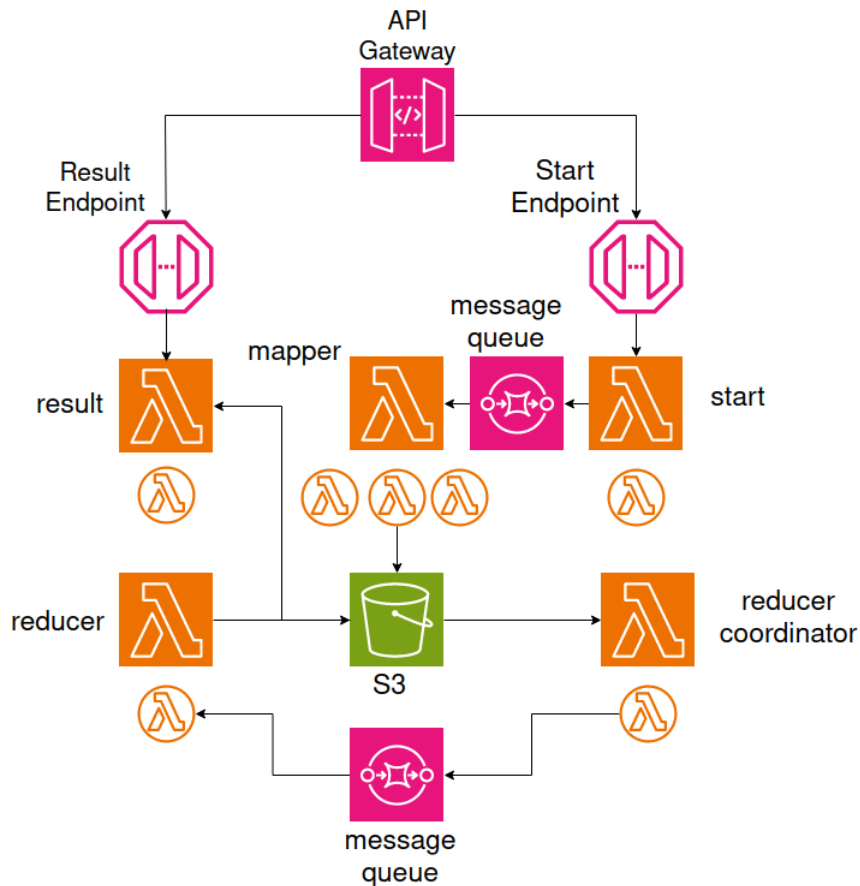 API
Gateway
Result
Endpoint
Start
Endpoint
message
queue
mapper
result
start
reducer
reducer
coordinator
S3
message
queue